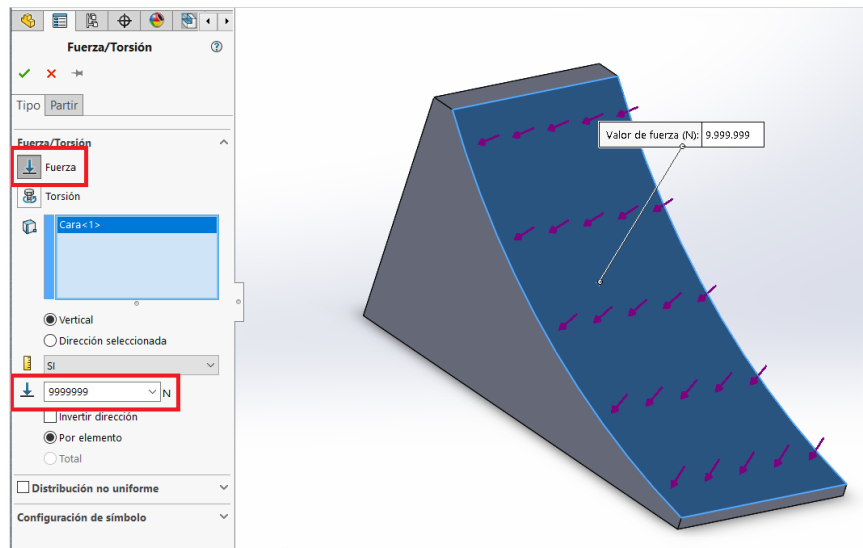 Fuerza/Torsión
Tipo Partir
Fuerza/Torsión
Fuerza
Torsión
Cara<1>
Vertical
Dirección seleccionada
SI
9999999 N
Invertir dirección
Por elemento
Total
Distribución no uniforme
Configuración de símbolo
Valor de fuerza (N): 9.999.999